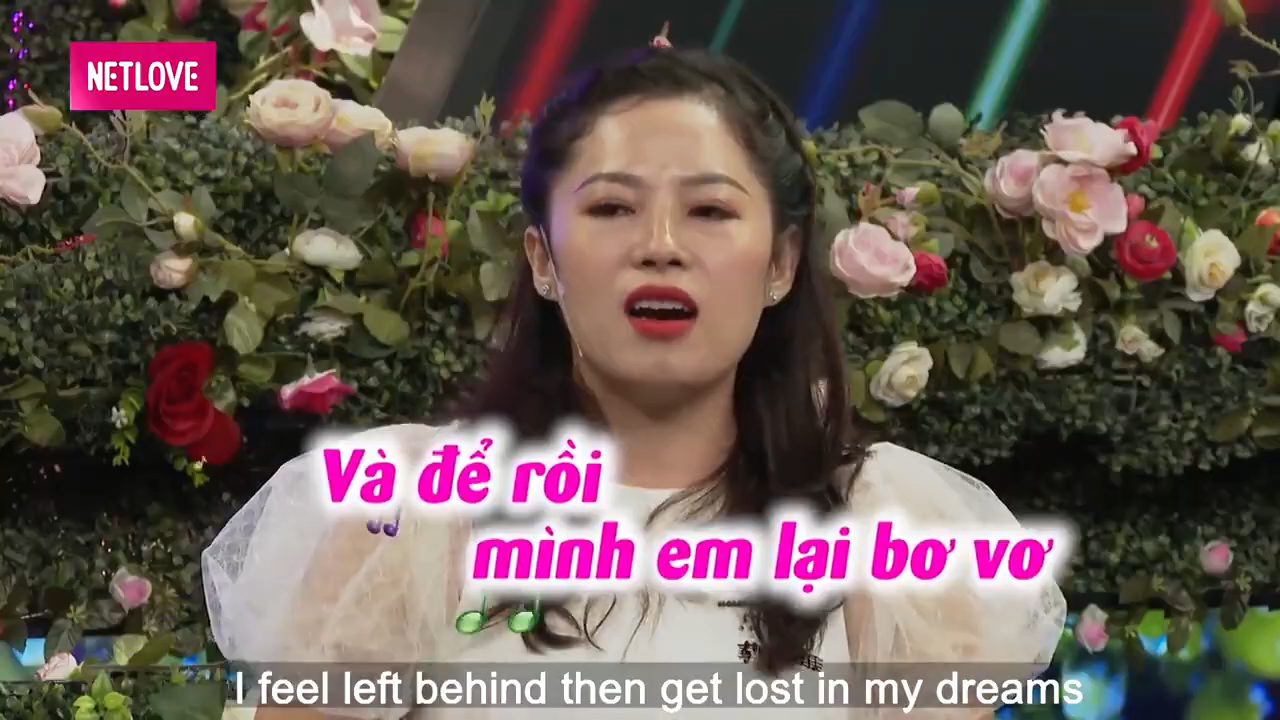 NETLOVE
Và để rồi
mình em lại bơ vơ
I feel left behind then get lost in my dreams